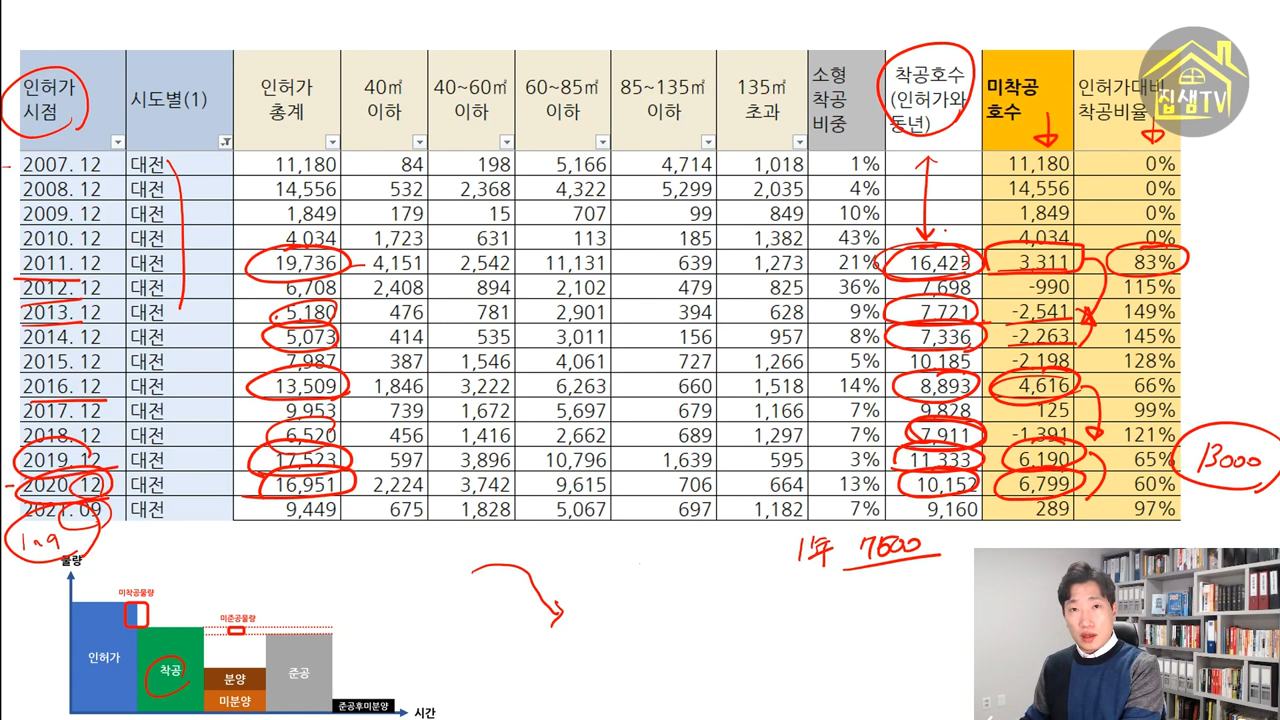 집샘TV
인허가 시점 시도별(1) 인허가 총계 40㎡ 이하 40~60㎡ 이하 60~85㎡ 이하 85~135㎡ 이하 135㎡ 초과 소형 착공 비중 착공호수 (인허가와 동년) 미착공 호수 인허가대비 착공비율
2007. 12 대전 11,180 84 198 5,166 4,714 1,018 1% 11,180 0%
2008. 12 대전 14,556 532 2,368 4,322 5,299 2,035 4% 14,556 0%
2009. 12 대전 1,849 179 15 707 99 849 10% 1,849 0%
2010. 12 대전 4,034 1,723 631 113 185 1,382 43% 4,034 0%
2011. 12 대전 19,736 4,151 2,542 11,131 639 1,273 21% 16,425 3,311 83%
2012. 12 대전 6,708 2,408 894 2,102 479 825 36% 7,698 -990 115%
2013. 12 대전 5,180 476 781 2,901 394 628 9% 7,721 -2,541 149%
2014. 12 대전 5,073 414 535 3,011 156 957 8% 7,336 -2,263 145%
2015. 12 대전 7,987 387 1,546 4,061 727 1,266 5% 10,185 -2,198 128%
2016. 12 대전 13,509 1,846 3,222 6,263 660 1,518 14% 8,893 4,616 66%
2017. 12 대전 9,953 739 1,672 5,697 679 1,166 7% 9,828 125 99%
2018. 12 대전 6,520 456 1,416 2,662 689 1,297 7% 7,911 -1,391 121%
2019. 12 대전 17,523 597 3,896 10,796 1,639 595 3% 11,333 6,190 65%
13000
2020. 12 대전 16,951 2,224 3,742 9,615 706 664 13% 10,152 6,799 60%
2021. 09 대전 9,449 675 1,828 5,067 697 1,182 7% 9,160 289 97%
1~9
1年 7500
물량
미착공물량
미준공물량
인허가
착공
분양
미분양
준공
준공후미분양
시간